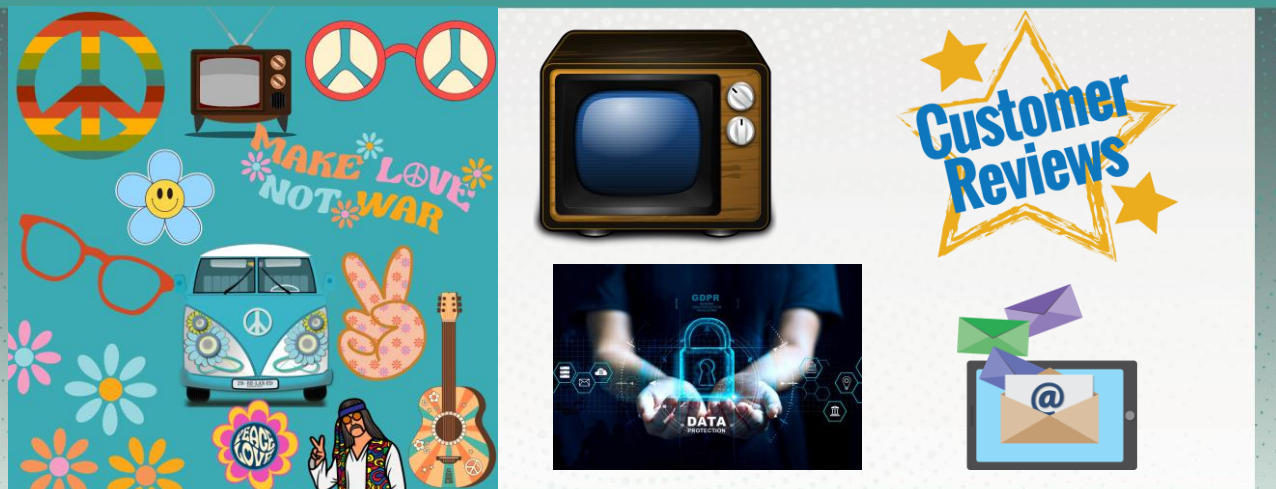 MAKE LOVE
NOT WAR
PEACE
LOVE
Customer
Reviews
GDPR
DATA
PROTECTION
@